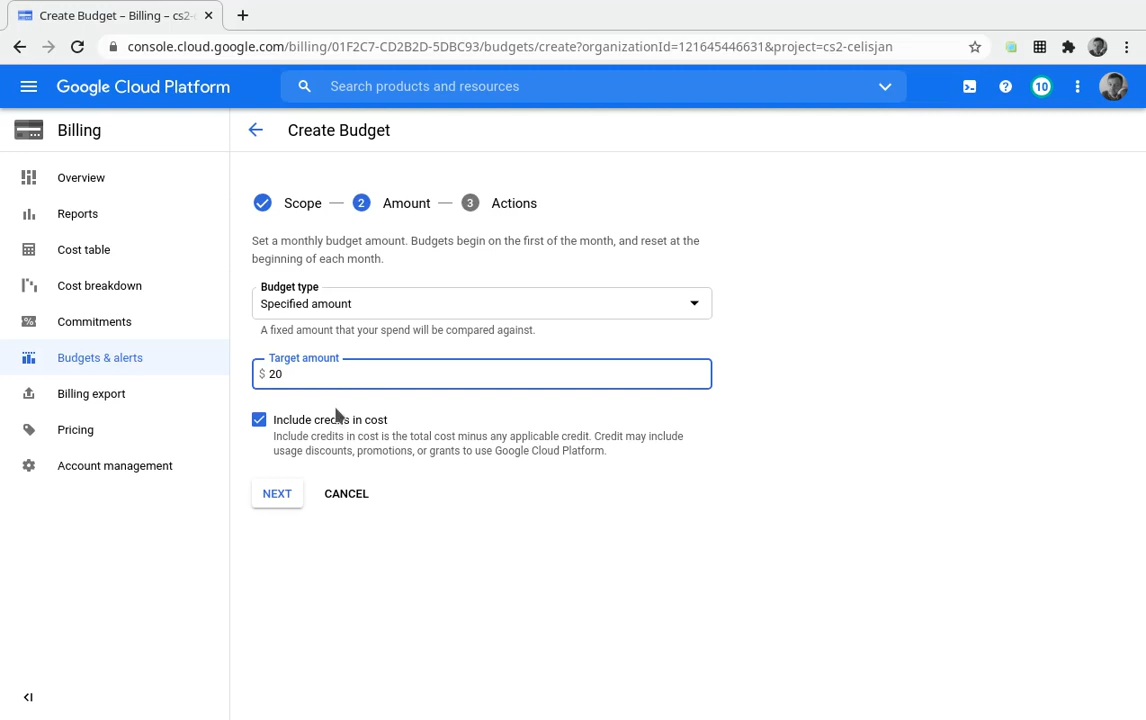 Create Budget – Billing – cs2-
console.cloud.google.com/billing/01F2C7-CD2B2D-5DBC93/budgets/create?organizationId=121645446631&project=cs2-celisjan
Google Cloud Platform
Search products and resources
10
Billing
Create Budget
Overview
Reports
Cost table
Cost breakdown
Commitments
Budgets & alerts
Billing export
Pricing
Account management
Scope — 2 Amount — 3 Actions
Set a monthly budget amount. Budgets begin on the first of the month, and reset at the
beginning of each month.
Budget type
Specified amount
A fixed amount that your spend will be compared against.
Target amount
$ 20
Include credits in cost
Include credits in cost is the total cost minus any applicable credit. Credit may include
usage discounts, promotions, or grants to use Google Cloud Platform.
NEXT CANCEL